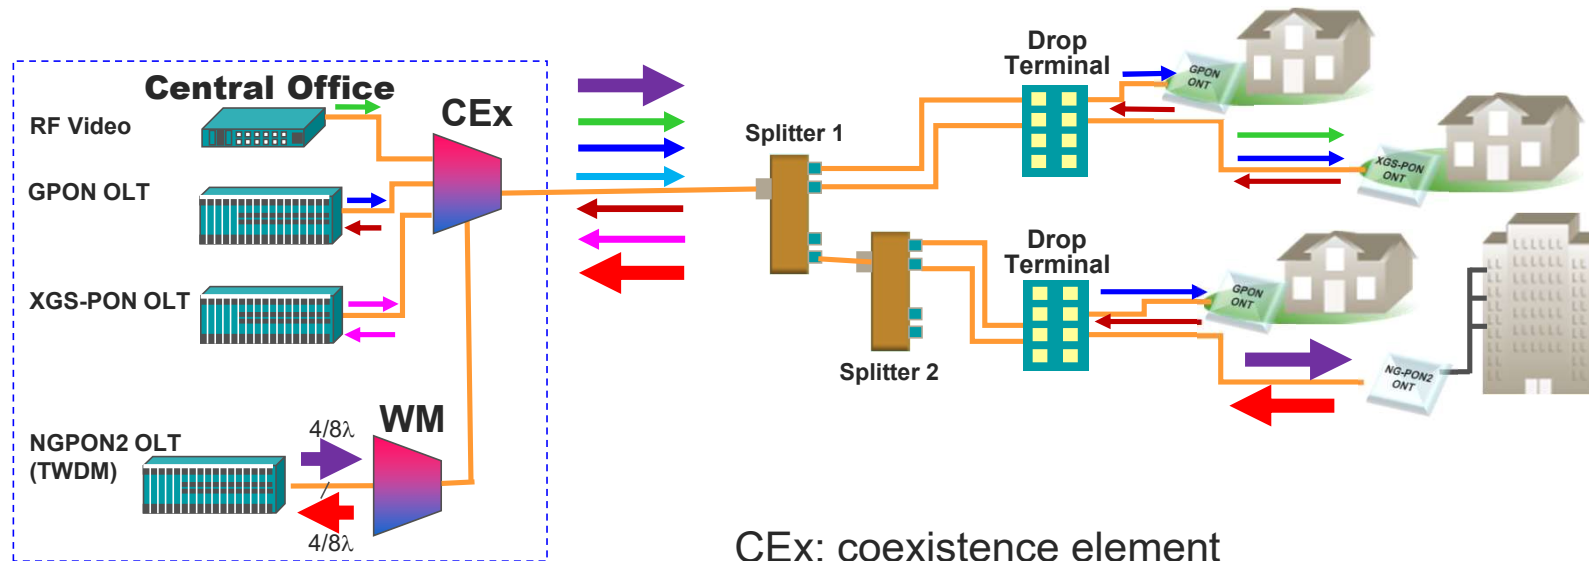 Central Office
RF Video
CEx
GPON OLT
XGS-PON OLT
NGPON2 OLT
(TWDM)
4/8λ
4/8λ
WM
Splitter 1
Splitter 2
Drop
Terminal
GPON
ONT
XGS-PON
ONT
Drop
Terminal
GPON
ONT
NG-PON2
ONT
CEx: coexistence element